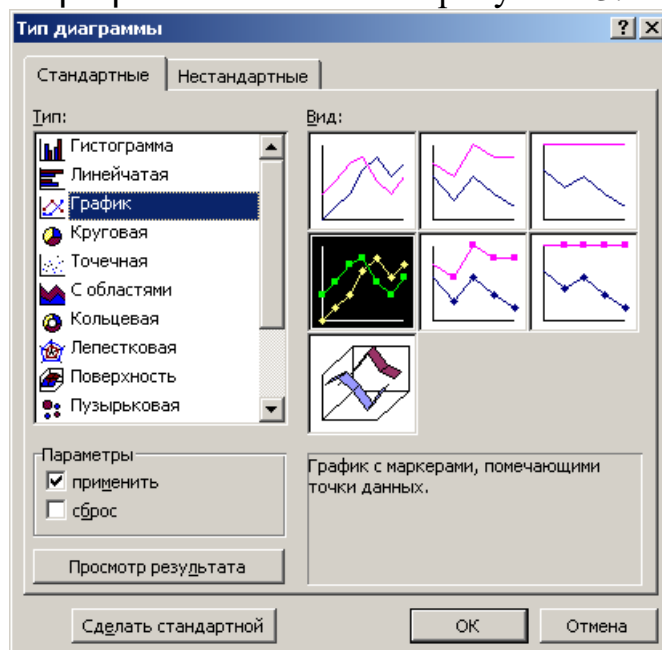 Тип диаграммы
Стандартные
Нестандартные
Тип:
Вид:
Гистограмма
Линейчатая
График
Круговая
Точечная
С областями
Кольцевая
Лепестковая
Поверхность
Пузырьковая
Параметры
применить
сброс
График с маркерами, помечающими
точки данных.
Просмотр результата
Сделать стандартной
ОК
Отмена